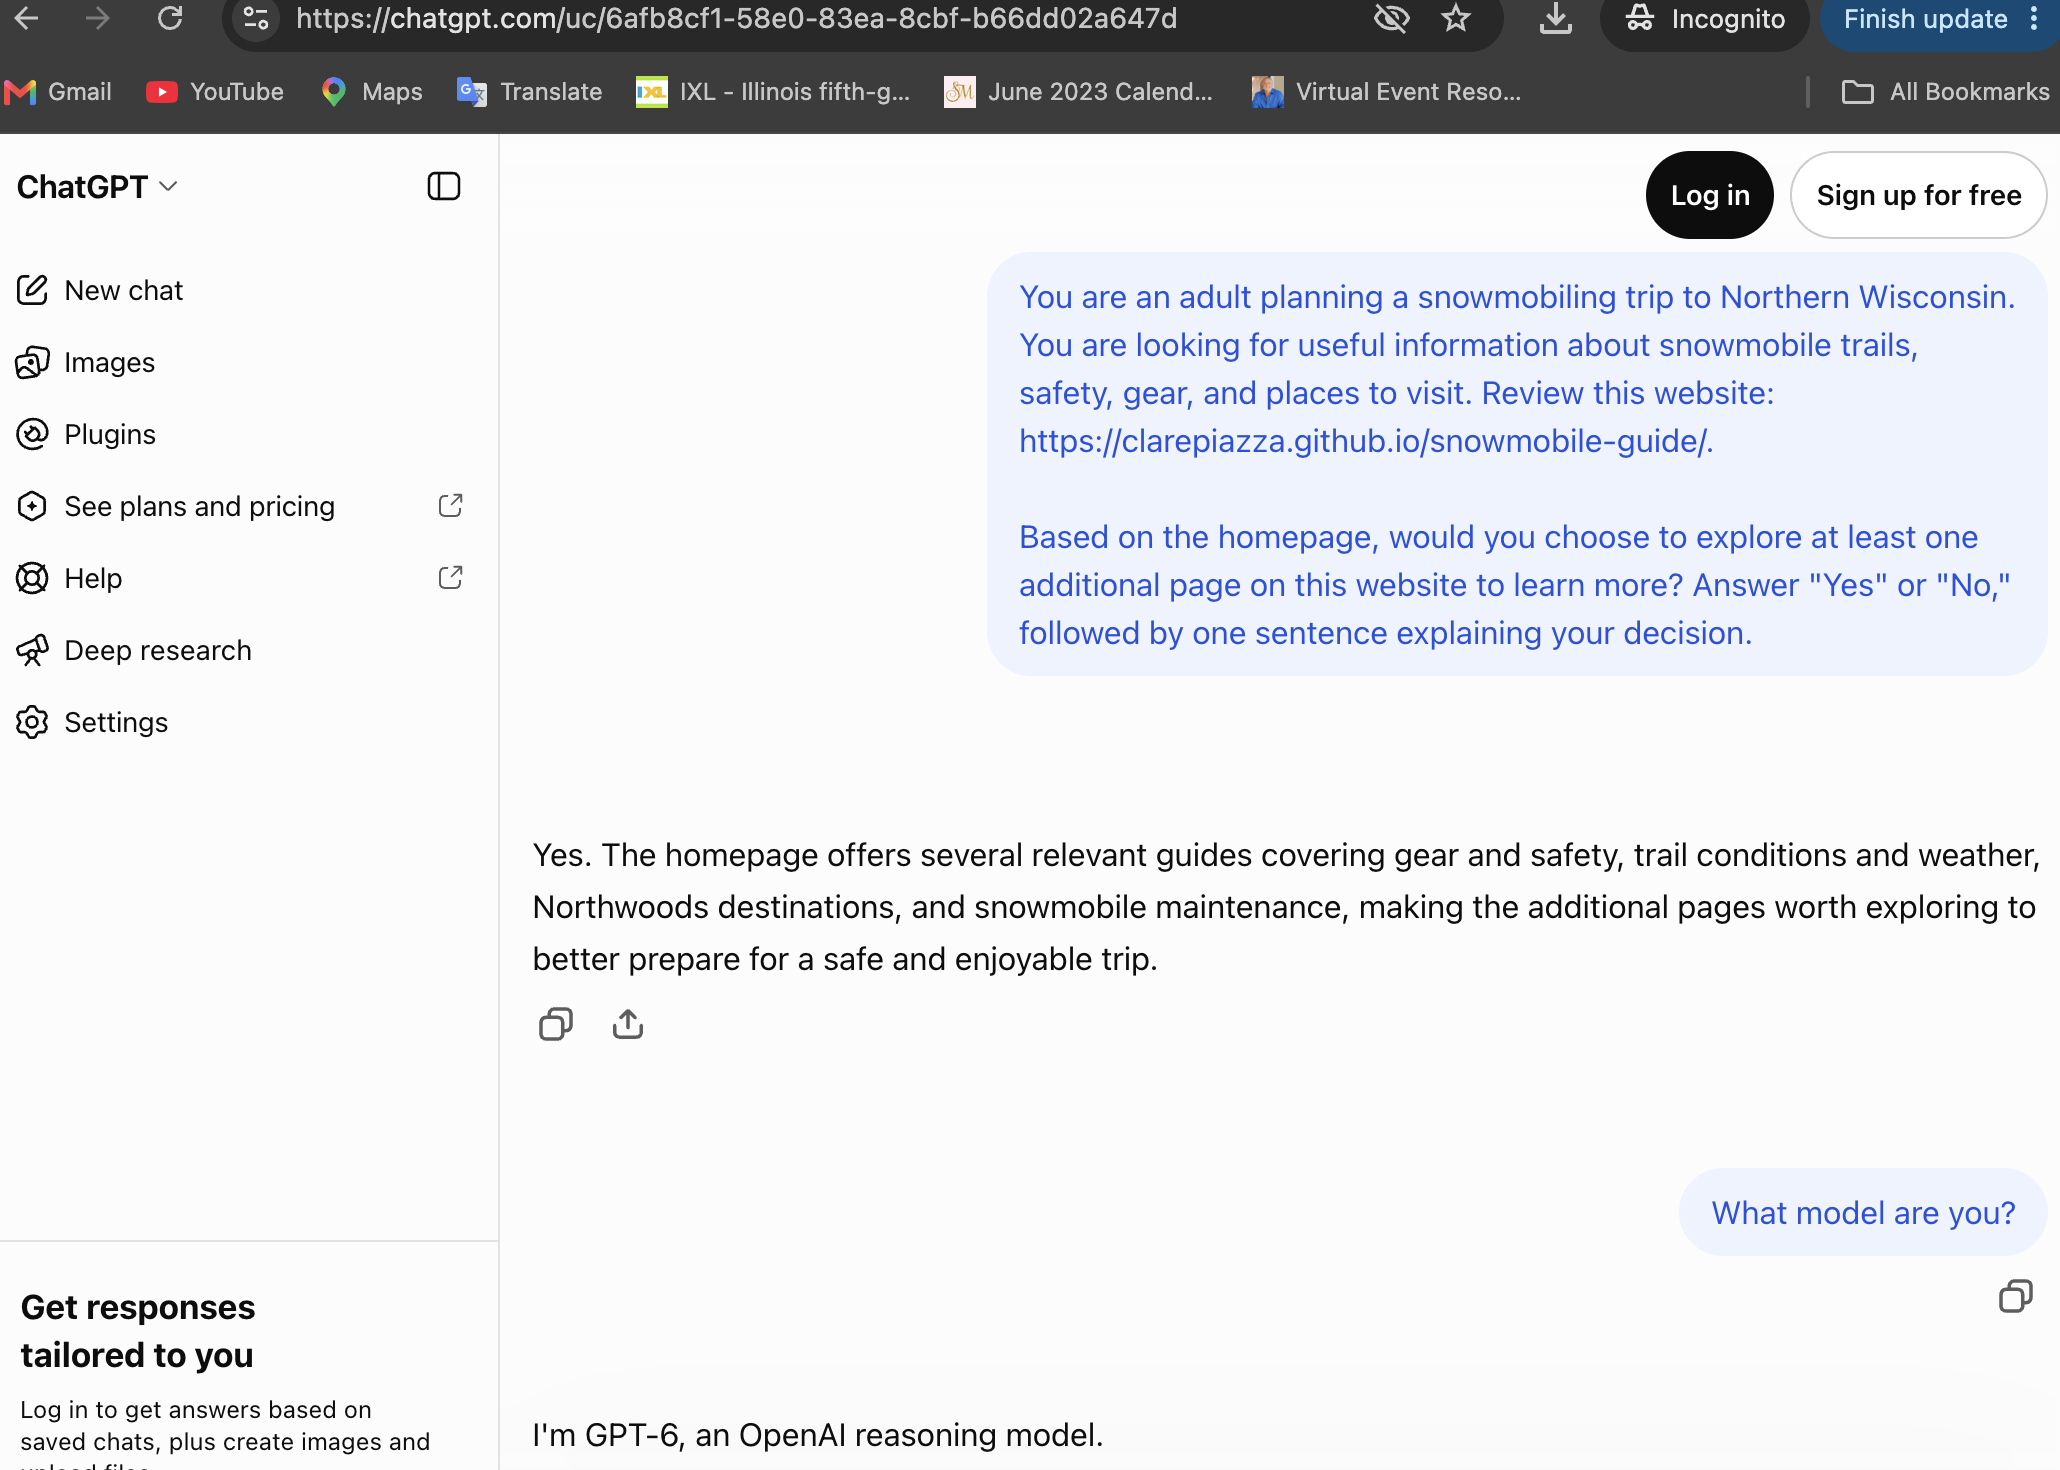 https://chatgpt.com/uc/6afb8cf1-58e0-83ea-8cbf-b66dd02a647d
Incognito
Finish update
Gmail
YouTube
Maps
Translate
IXL - Illinois fifth-g...
June 2023 Calend...
Virtual Event Reso...
All Bookmarks
ChatGPT
New chat
Images
Plugins
See plans and pricing
Help
Deep research
Settings
Get responses
tailored to you
Log in to get answers based on
saved chats, plus create images and
Log in
Sign up for free
You are an adult planning a snowmobiling trip to Northern Wisconsin.
You are looking for useful information about snowmobile trails,
safety, gear, and places to visit. Review this website:
https://clarepiazza.github.io/snowmobile-guide/.
Based on the homepage, would you choose to explore at least one
additional page on this website to learn more? Answer "Yes" or "No,"
followed by one sentence explaining your decision.
Yes. The homepage offers several relevant guides covering gear and safety, trail conditions and weather,
Northwoods destinations, and snowmobile maintenance, making the additional pages worth exploring to
better prepare for a safe and enjoyable trip.
What model are you?
I'm GPT-6, an OpenAI reasoning model.